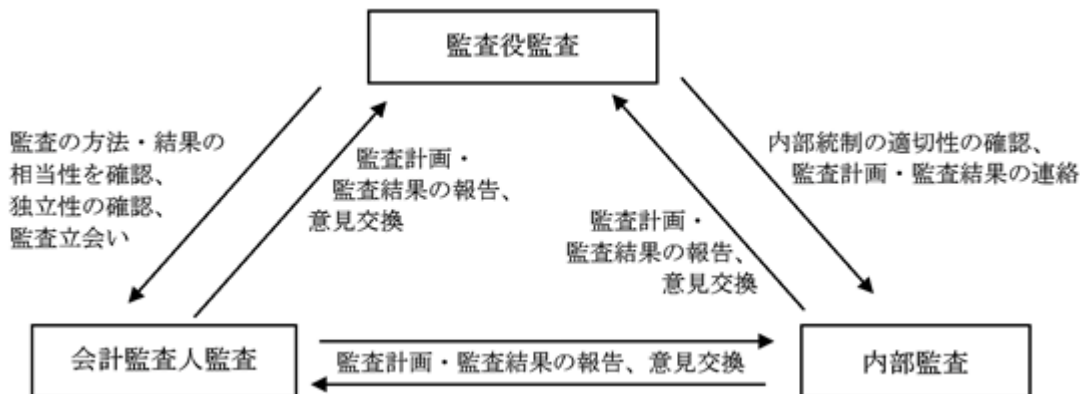 監査役監査
監査の方法・結果の
相当性を確認、
独立性の確認、
監査立会い
監査計画・
監査結果の報告、
意見交換
監査計画・
監査結果の報告、
意見交換
内部統制の適切性の確認、
監査計画・監査結果の連絡
会計監査人監査
監査計画・監査結果の報告、意見交換
内部監査